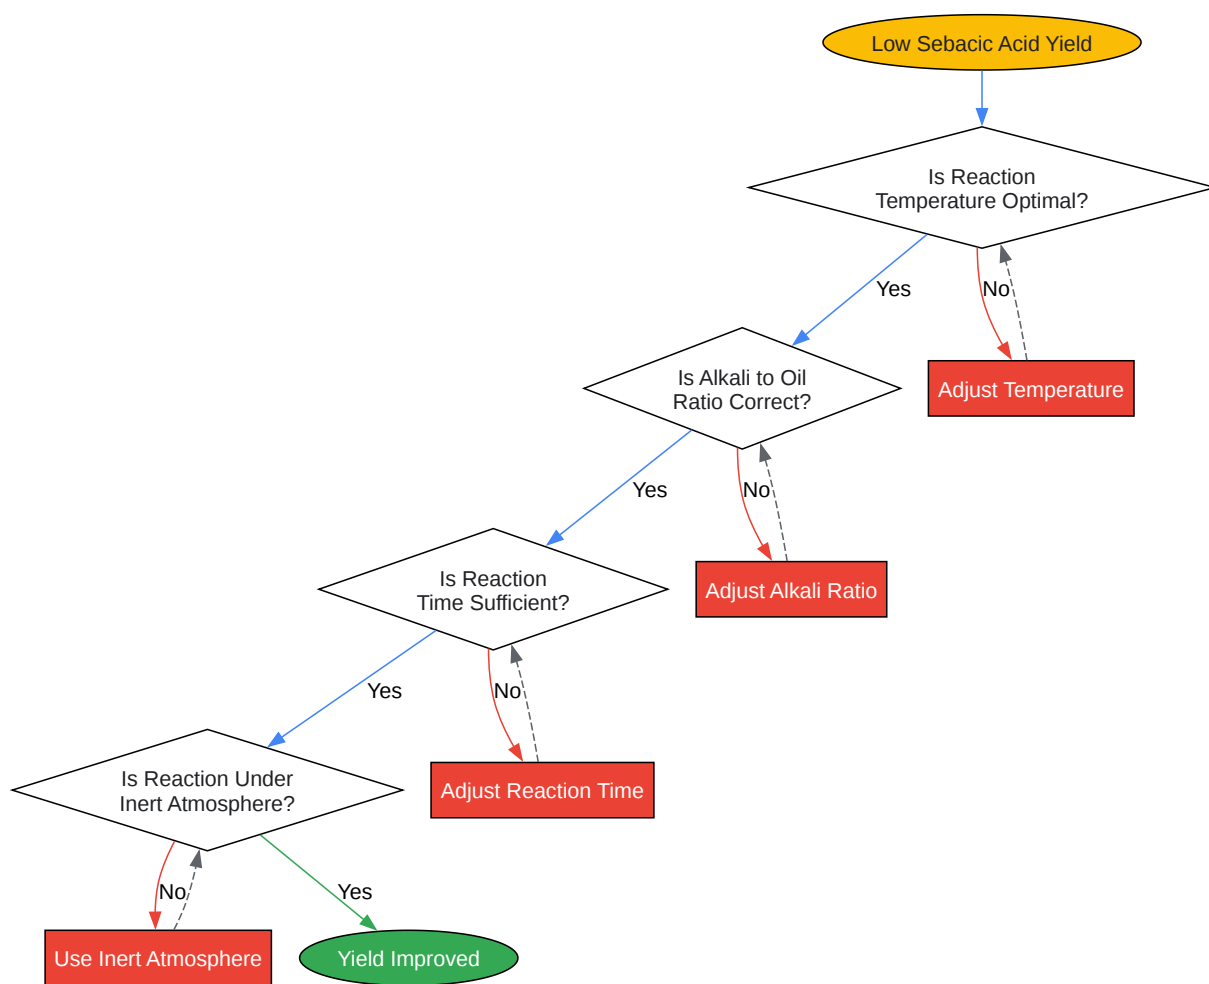 Low Sebacic Acid Yield
Is Reaction
Temperature Optimal?
Yes
No
Is Alkali to Oil
Ratio Correct?
Adjust Temperature
Yes
No
Is Reaction
Time Sufficient?
Adjust Alkali Ratio
Yes
No
Is Reaction Under
Inert Atmosphere?
Adjust Reaction Time
No
Yes
Use Inert Atmosphere
Yield Improved